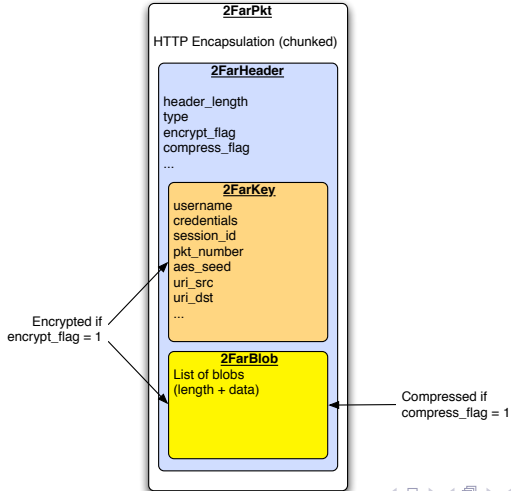 2FarPkt
HTTP Encapsulation (chunked)
2FarHeader
header_length
type
encrypt_flag
compress_flag
...
2FarKey
username
credentials
session_id
pkt_number
aes_seed
uri_src
uri_dst
...
Encrypted if
encrypt_flag = 1
2FarBlob
List of blobs
(length + data)
Compressed if
compress_flag = 1